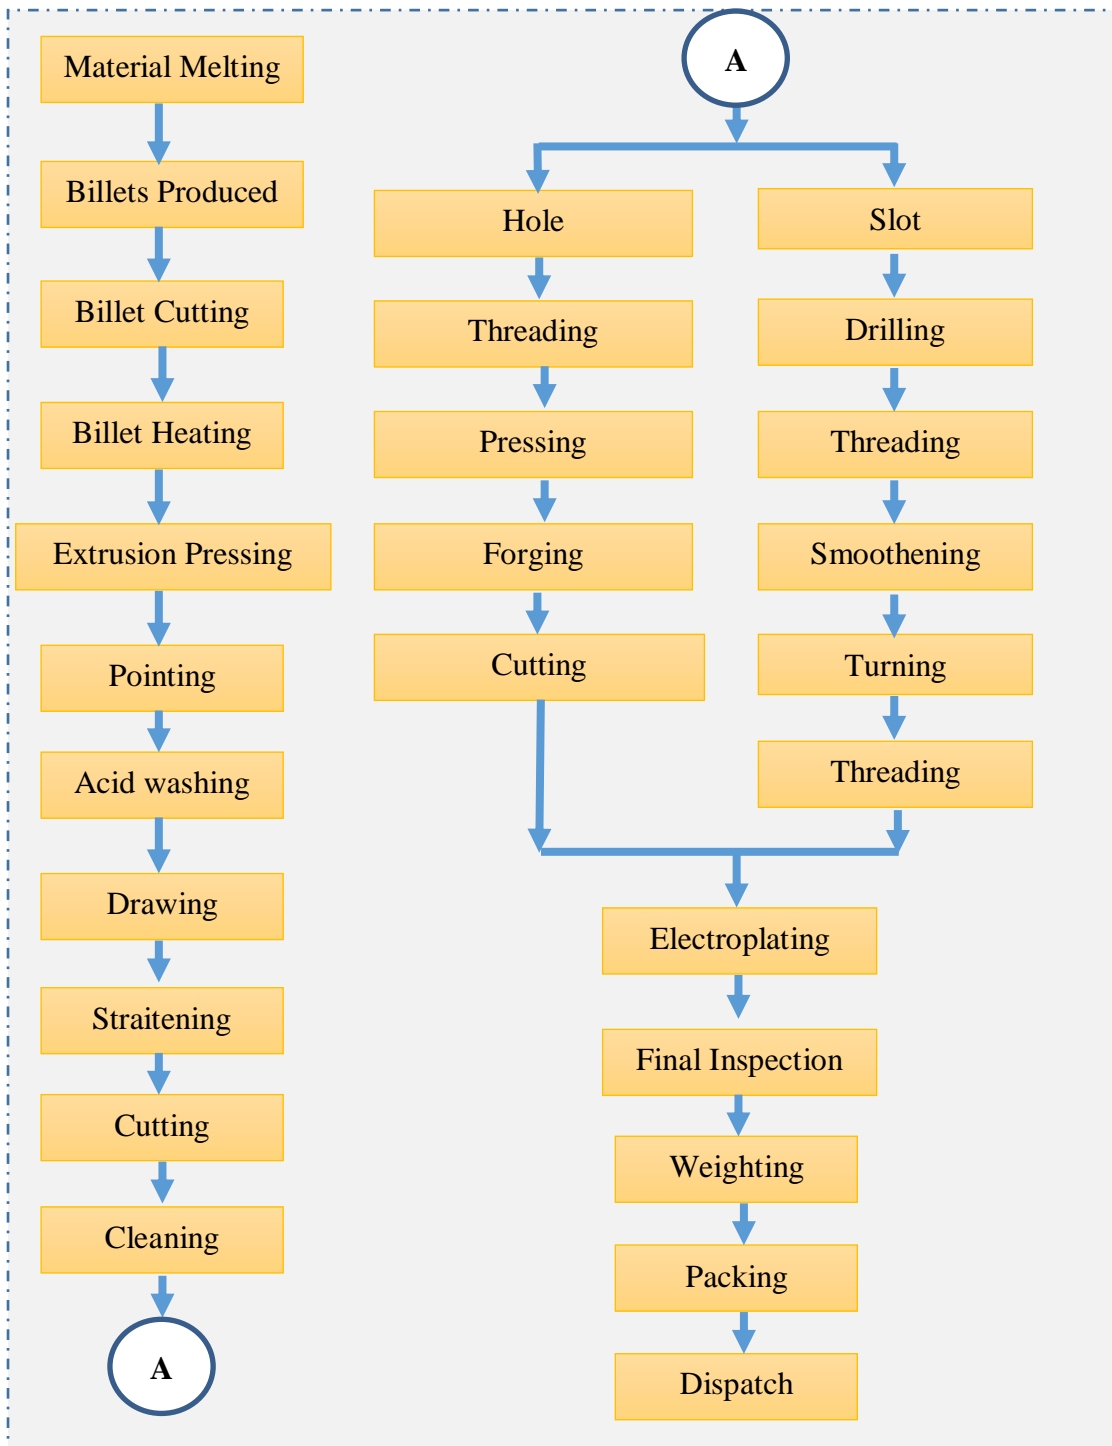 Material Melting
Billets Produced
Billet Cutting
Billet Heating
Extrusion Pressing
Pointing
Acid washing
Drawing
Straitening
Cutting
Cleaning
A
A
Hole
Threading
Pressing
Forging
Cutting
Slot
Drilling
Threading
Smoothening
Turning
Threading
Electroplating
Final Inspection
Weighting
Packing
Dispatch